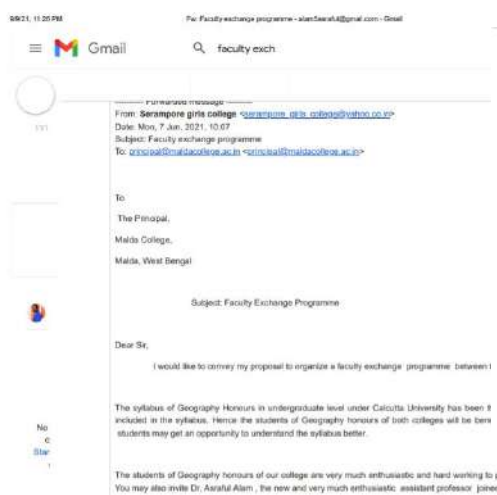 9/9/21, 11:26 PM
Fw: Faculty exchange programme - alam5asraful@gmail.com - Gmail
Gmail
faculty exch
---------- Forwarded message ----------
From: Serampore girls college <serampore_girls_college@yahoo.co.in>
Date: Mon, 7 Jun, 2021, 10:07
Subject: Faculty exchange programme
To: principal@maldacollege.ac.in <principal@maldacollege.ac.in>
To
The Principal,
Malda College,
Malda, West Bengal
Subject: Faculty Exchange Programme
Dear Sir,
I would like to convey my proposal to organize a faculty exchange programme between
The syllabus of Geography Honours in undergraduate level under Calcutta University has been
included in the syllabus. Hence the students of Geography honours of both colleges will be
students may get an opportunity to understand the syllabus better.
No
Star
The students of Geography honours of our college are very much enthusiastic and hard working to
You may also invite Dr. Asraful Alam , the new and very much enthusiastic assistant professor joined